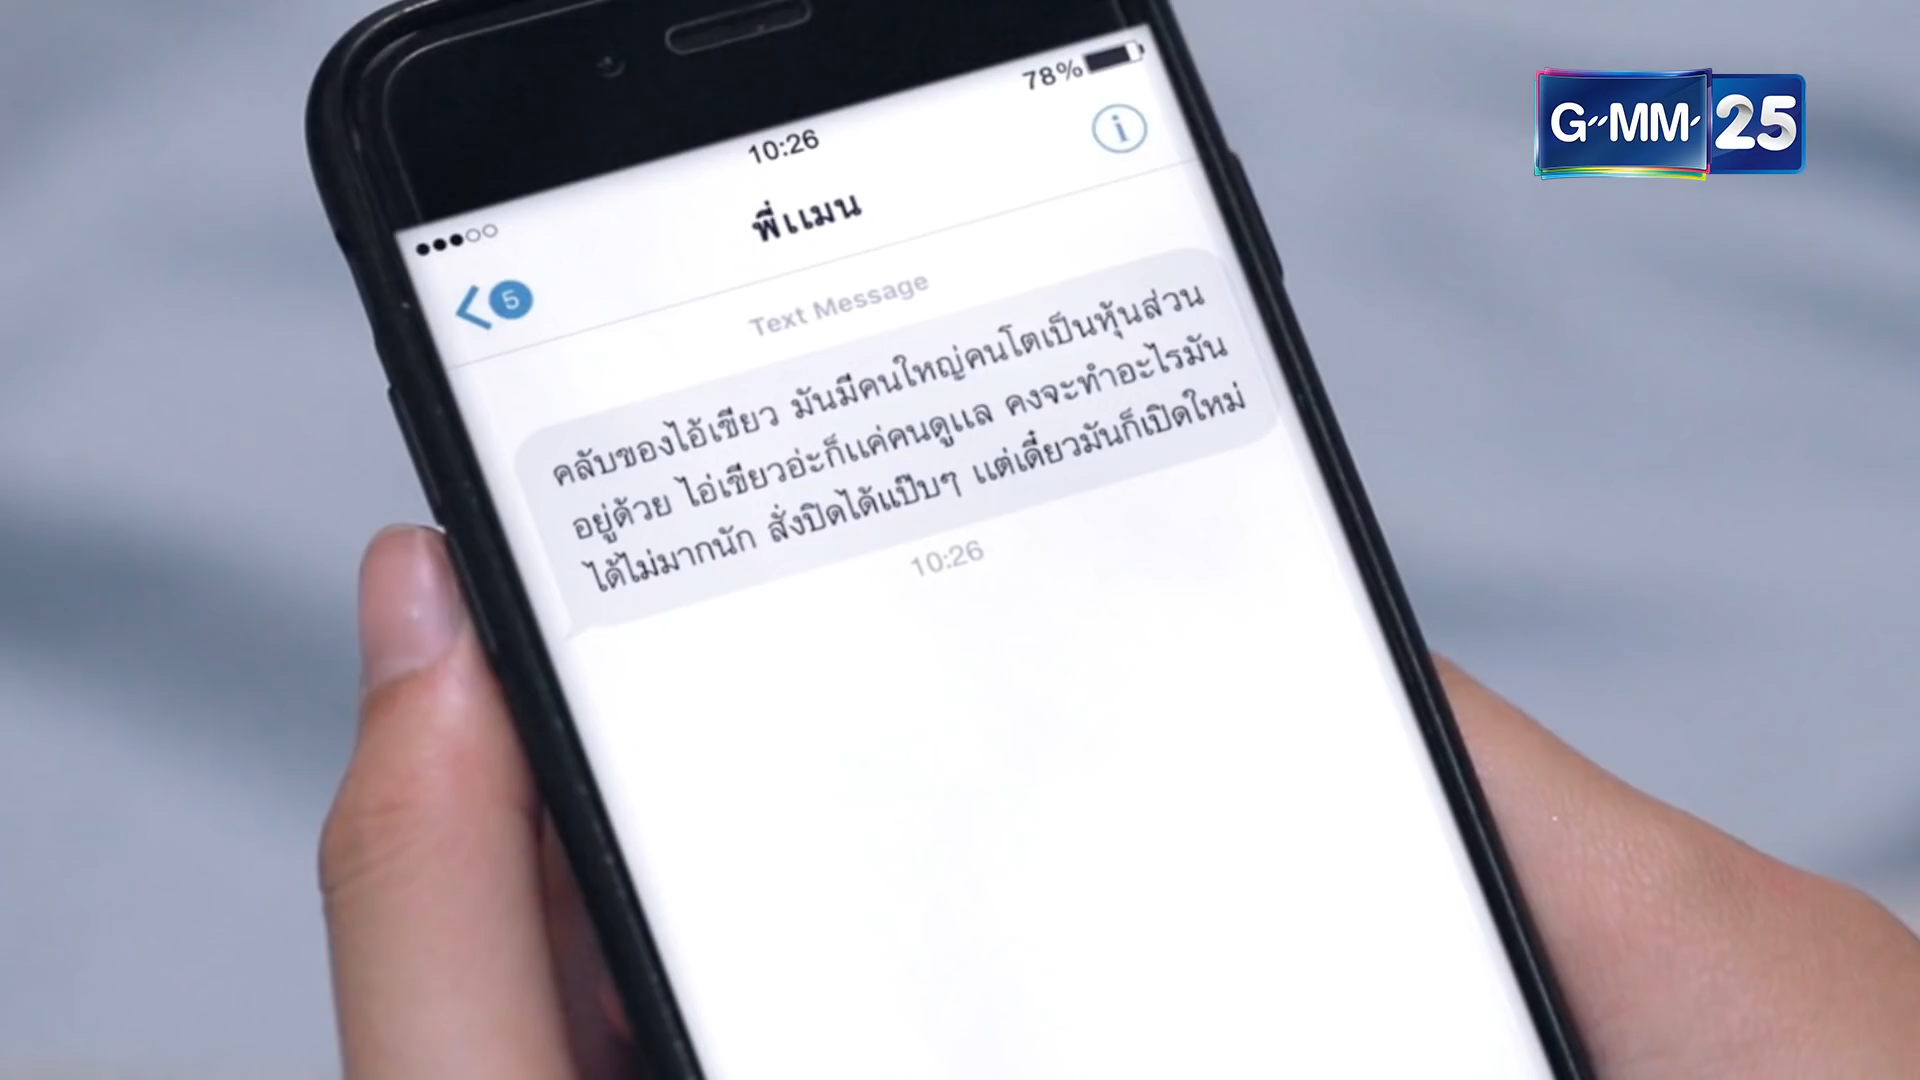 G-MM- 25
78%
10:26
พี่แมน
5
Text Message
คลับของไอ้เขียว มันมีคนใหญ่คนโตเป็นหุ้นส่วน
อยู่ด้วย ไอ่เขียวอ่ะก็แค่คนดูแล คงจะทำอะไรมัน
ได้ไม่มากนัก สั่งปิดได้แป๊บๆ แต่เดี๋ยวมันก็เปิดใหม่
10:26